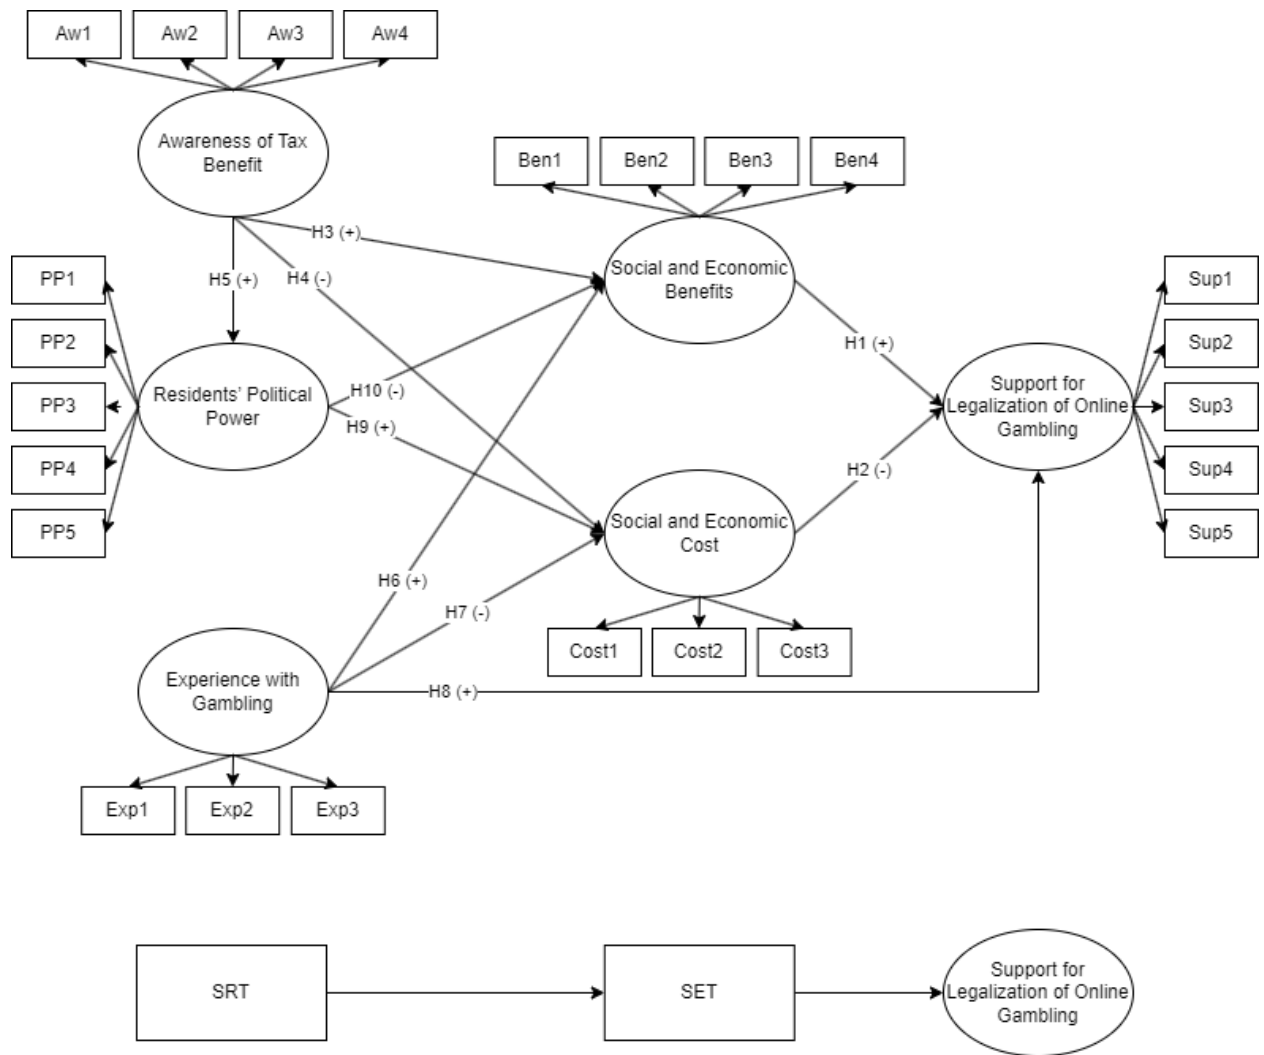 Aw1
Aw2
Aw3
Aw4
Awareness of Tax
Benefit
Ben1
Ben2
Ben3
Ben4
H3 (+)
H5 (+)
H4 (-)
Social and Economic
Benefits
PP1
PP2
PP3
PP4
PP5
Residents' Political
Power
H10 (-)
H9 (+)
H1 (+)
Sup1
Sup2
Sup3
Sup4
Sup5
Support for
Legalization of Online
Gambling
H2 (-)
Social and Economic
Cost
H6 (+)
H7 (-)
Cost1
Cost2
Cost3
Experience with
Gambling
H8 (+)
Exp1
Exp2
Exp3
SRT
SET
Support for
Legalization of Online
Gambling